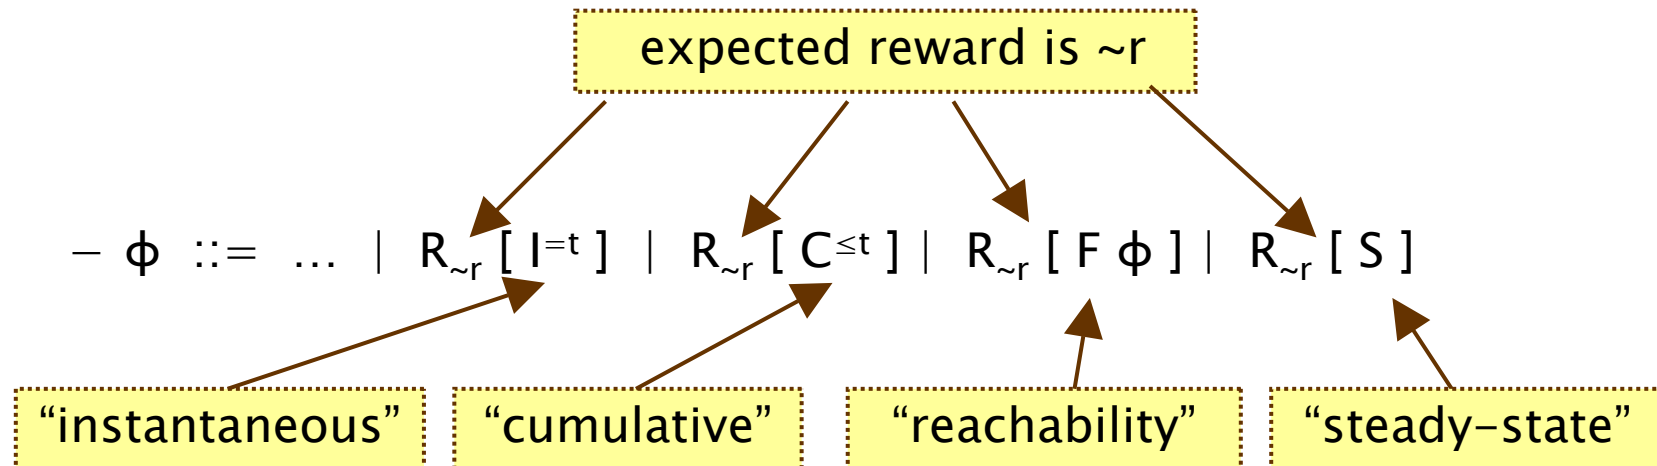 expected reward is ~r
– ϕ ::= … | R~r [ I=t ] | R~r [ C≤t ] | R~r [ F ϕ ] | R~r [ S ]
“instantaneous” “cumulative” “reachability” “steady–state”